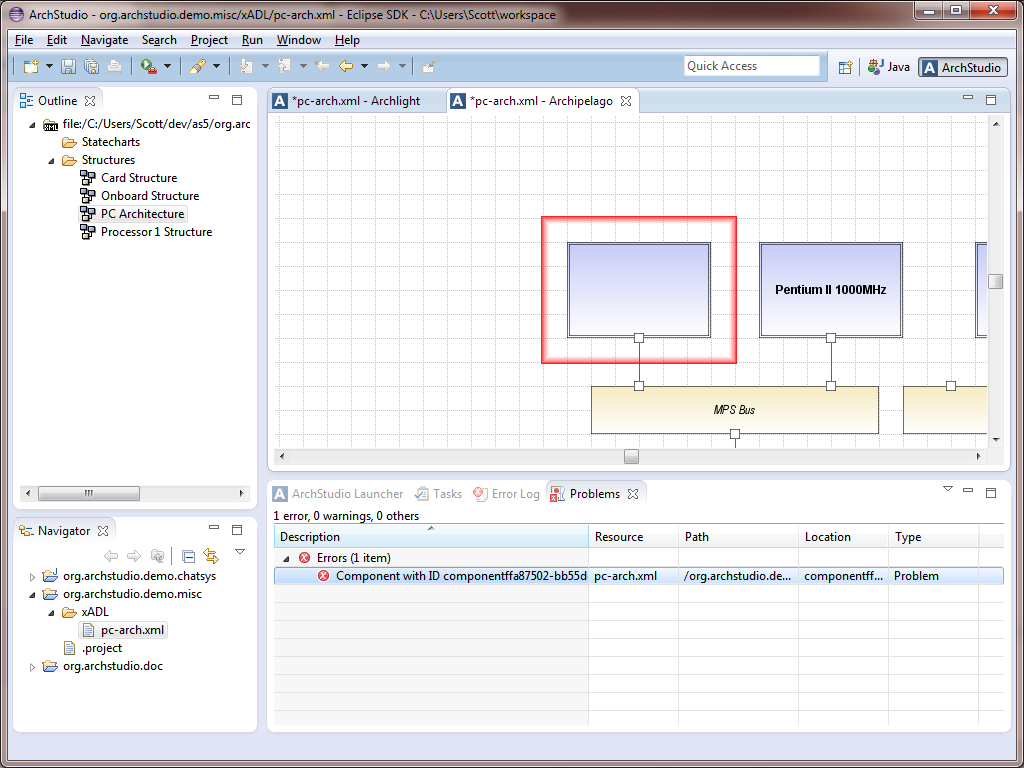 ArchStudio - org.archstudio.demo.misc/xADL/pc-arch.xml - Eclipse SDK - C:\Users\Scott\workspace
File Edit Navigate Search Project Run Window Help
Quick Access
Java
ArchStudio
Outline
file:/C:/Users/Scott/dev/as5/org.arc
Statecharts
Structures
Card Structure
Onboard Structure
PC Architecture
Processor1 Structure
*pc-arch.xml - Archlight
*pc-arch.xml - Archipelago
Pentium II 1000MHz
MPS Bus
Navigator
org.archstudio.demo.chatsys
org.archstudio.demo.misc
xADL
pc-arch.xml
.project
org.archstudio.doc
ArchStudio Launcher Tasks Error Log Problems
1 error, 0 warnings, 0 others
Description Resource Path Location Type
Errors (1 item)
Component with ID componentffa87502-bb55d pc-arch.xml /org.archstudio.de... componentff... Problem